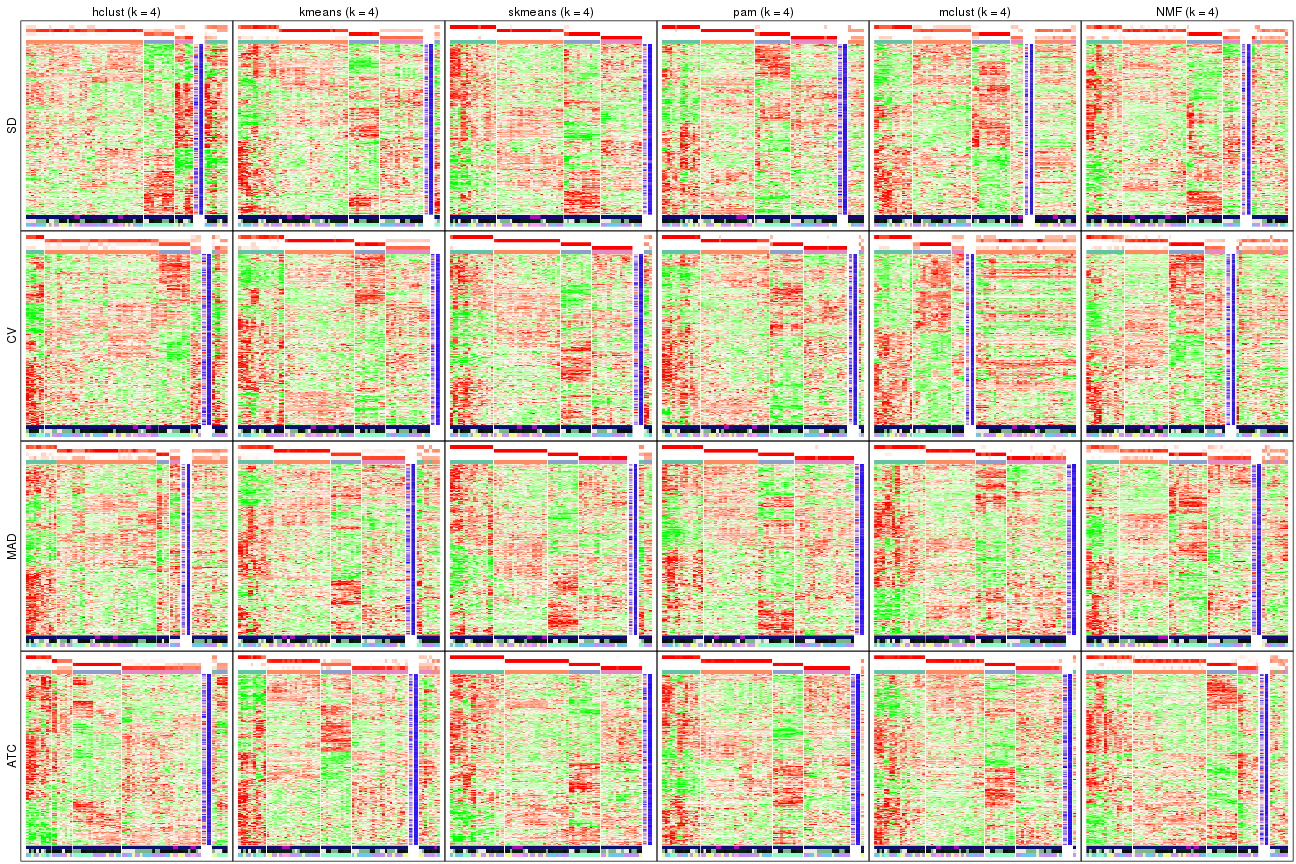 hclust (k = 4) kmeans (k = 4) skmeans (k = 4) pam (k = 4) mclust (k = 4) NMF (k = 4)
SD
CV
MAD
ATC